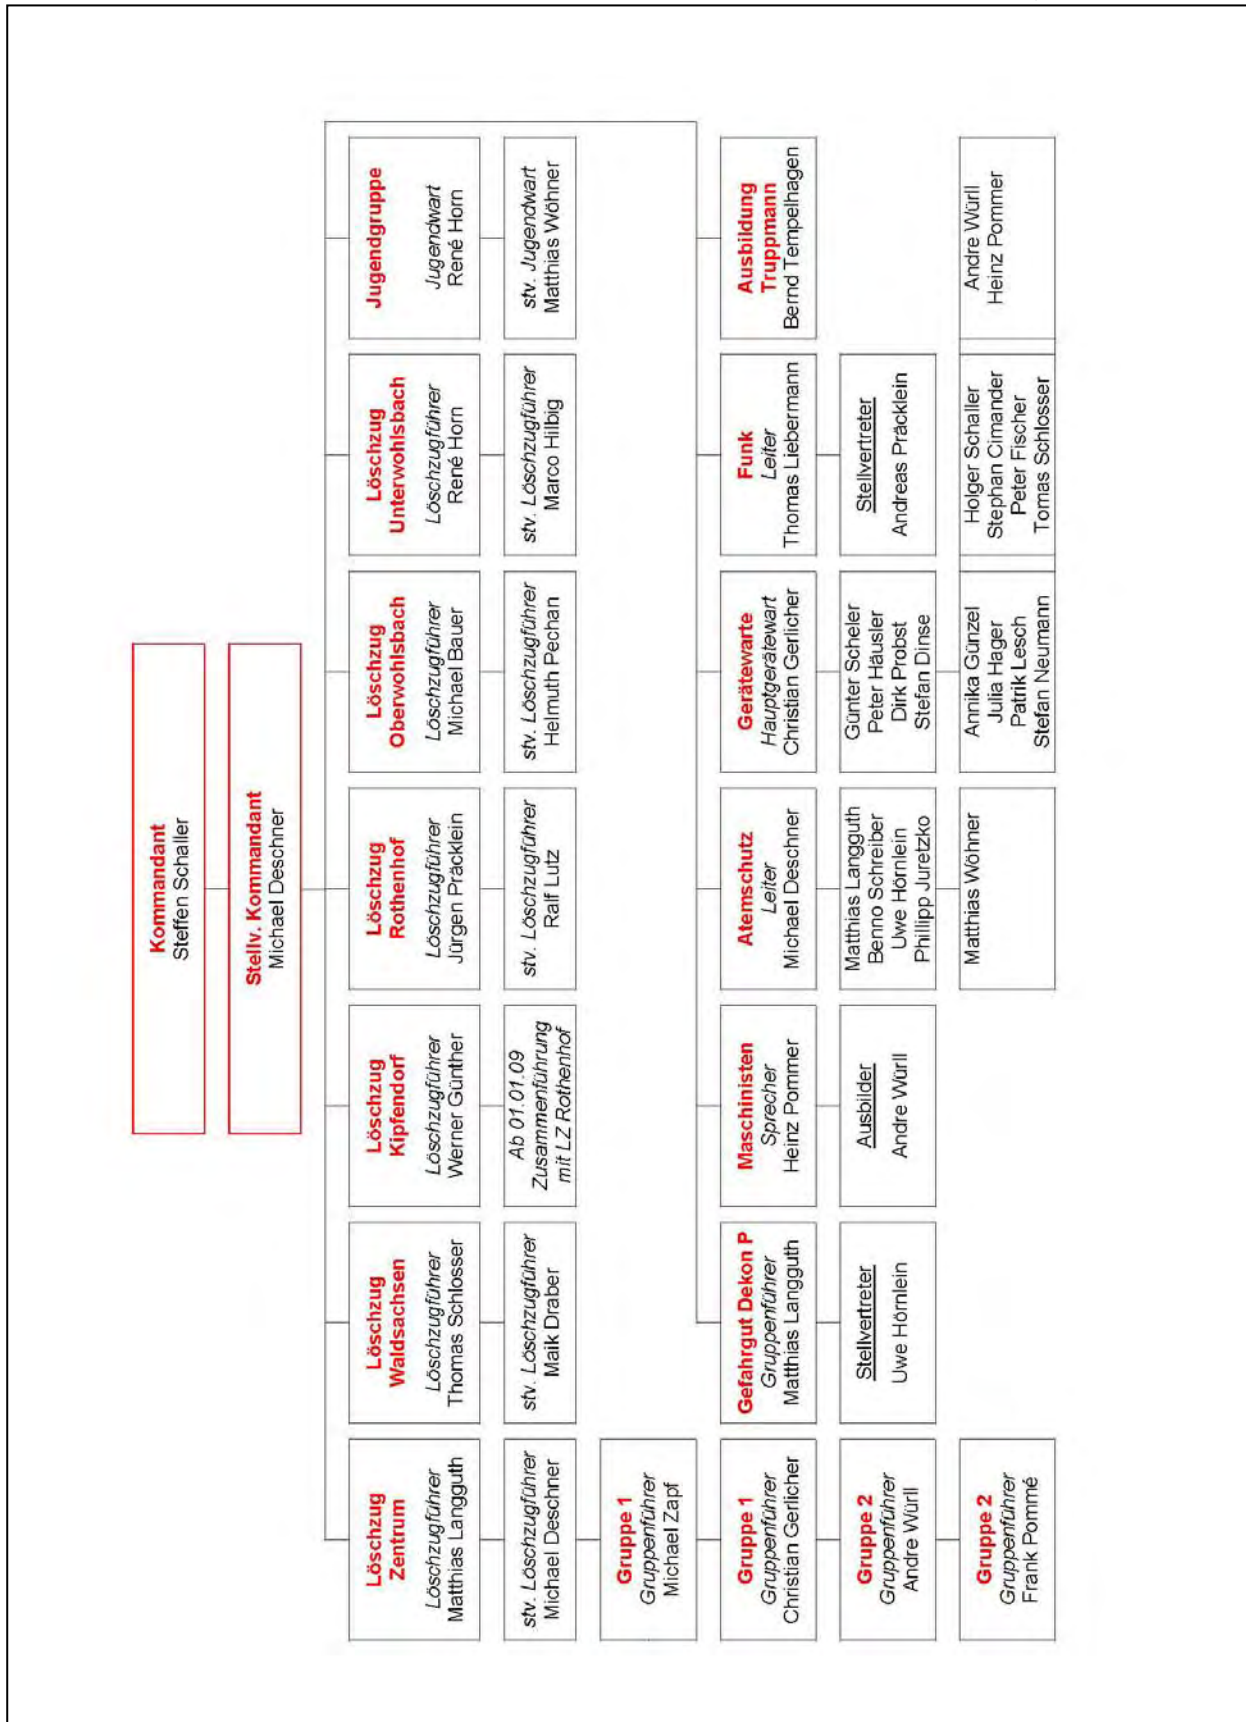 Kommandant
Steffen Schaller
Stellv. Kommandant
Michael Deschner
Löschzug
Zentrum
Löschzugführer
Matthias Langguth
Löschzug
Waldsachsen
Löschzugführer
Thomas Schlosser
Löschzug
Kipfendorf
Löschzugführer
Werner Günther
Löschzug
Rothenhof
Löschzugführer
Jürgen Präcklein
Löschzug
Oberwohlsbach
Löschzugführer
Michael Bauer
Löschzug
Unterwohlsbach
Löschzugführer
René Horn
Jugendgruppe
Jugendwart
René Horn
stv. Löschzugführer
Michael Deschner
stv. Löschzugführer
Maik Draber
Ab 01.01.09
Zusammenführung
mit LZ Rothenhof
stv. Löschzugführer
Ralf Lutz
stv. Löschzugführer
Helmuth Pechan
stv. Löschzugführer
Marco Hilbig
stv. Jugendwart
Matthias Wöhner
Gruppe 1
Gruppenführer
Michael Zapf
Gruppe 1
Gruppenführer
Christian Gerlicher
Gefahrgut Dekon P
Gruppenführer
Matthias Langguth
Maschinisten
Sprecher
Heinz Pommer
Atemschutz
Leiter
Michael Deschner
Gerätewarte
Hauptgerätewart
Christian Gerlicher
Funk
Leiter
Thomas Liebermann
Ausbildung
Truppmann
Bernd Tempelhagen
Gruppe 2
Gruppenführer
Andre Würll
Stellvertreter
Uwe Hörnlein
Ausbilder
Andre Würll
Matthias Langguth
Benno Schreiber
Uwe Hörnlein
Phillipp Juretzko
Günter Scheler
Peter Häusler
Dirk Probst
Stefan Dinse
Stellvertreter
Andreas Präcklein
Gruppe 2
Gruppenführer
Frank Pommé
Matthias Wöhner
Annika Günzel
Julia Hager
Patrik Lesch
Stefan Neumann
Holger Schaller
Stephan Cimander
Peter Fischer
Tomas Schlosser
Andre Würll
Heinz Pommer